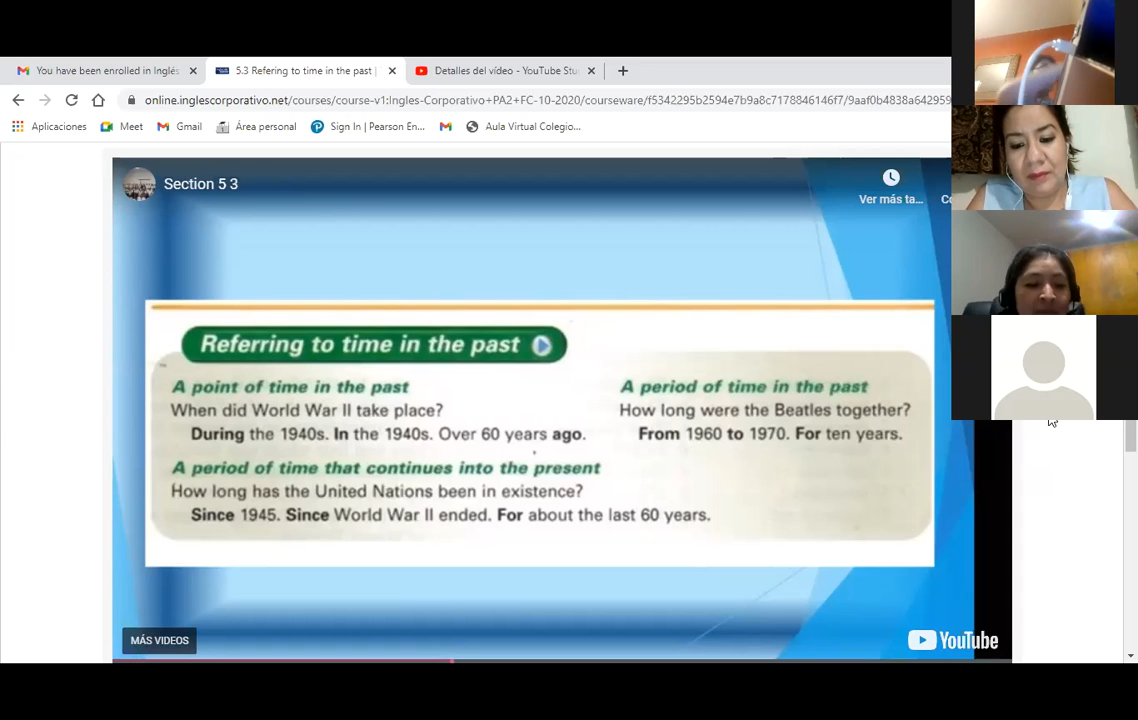 You have been enrolled in Inglés
5.3 Refering to time in the past |
Detalles del vídeo - YouTube Stu
online.inglescorporativo.net/courses/course-v1:Ingles-Corporativo+PA2+FC-10-2020/courseware/f5342295b2594e7b9a8c7178846146f7/9aaf0b4838a642959
Aplicaciones
Meet
Gmail
Área personal
Sign In | Pearson En...
Aula Virtual Colegio...
Section 5 3
Ver más ta...
Referring to time in the past
A point of time in the past
When did World War II take place?
During the 1940s. In the 1940s. Over 60 years ago.
A period of time in the past
How long were the Beatles together?
From 1960 to 1970. For ten years.
A period of time that continues into the present
How long has the United Nations been in existence?
Since 1945. Since World War II ended. For about the last 60 years.
MÁS VIDEOS
YouTube